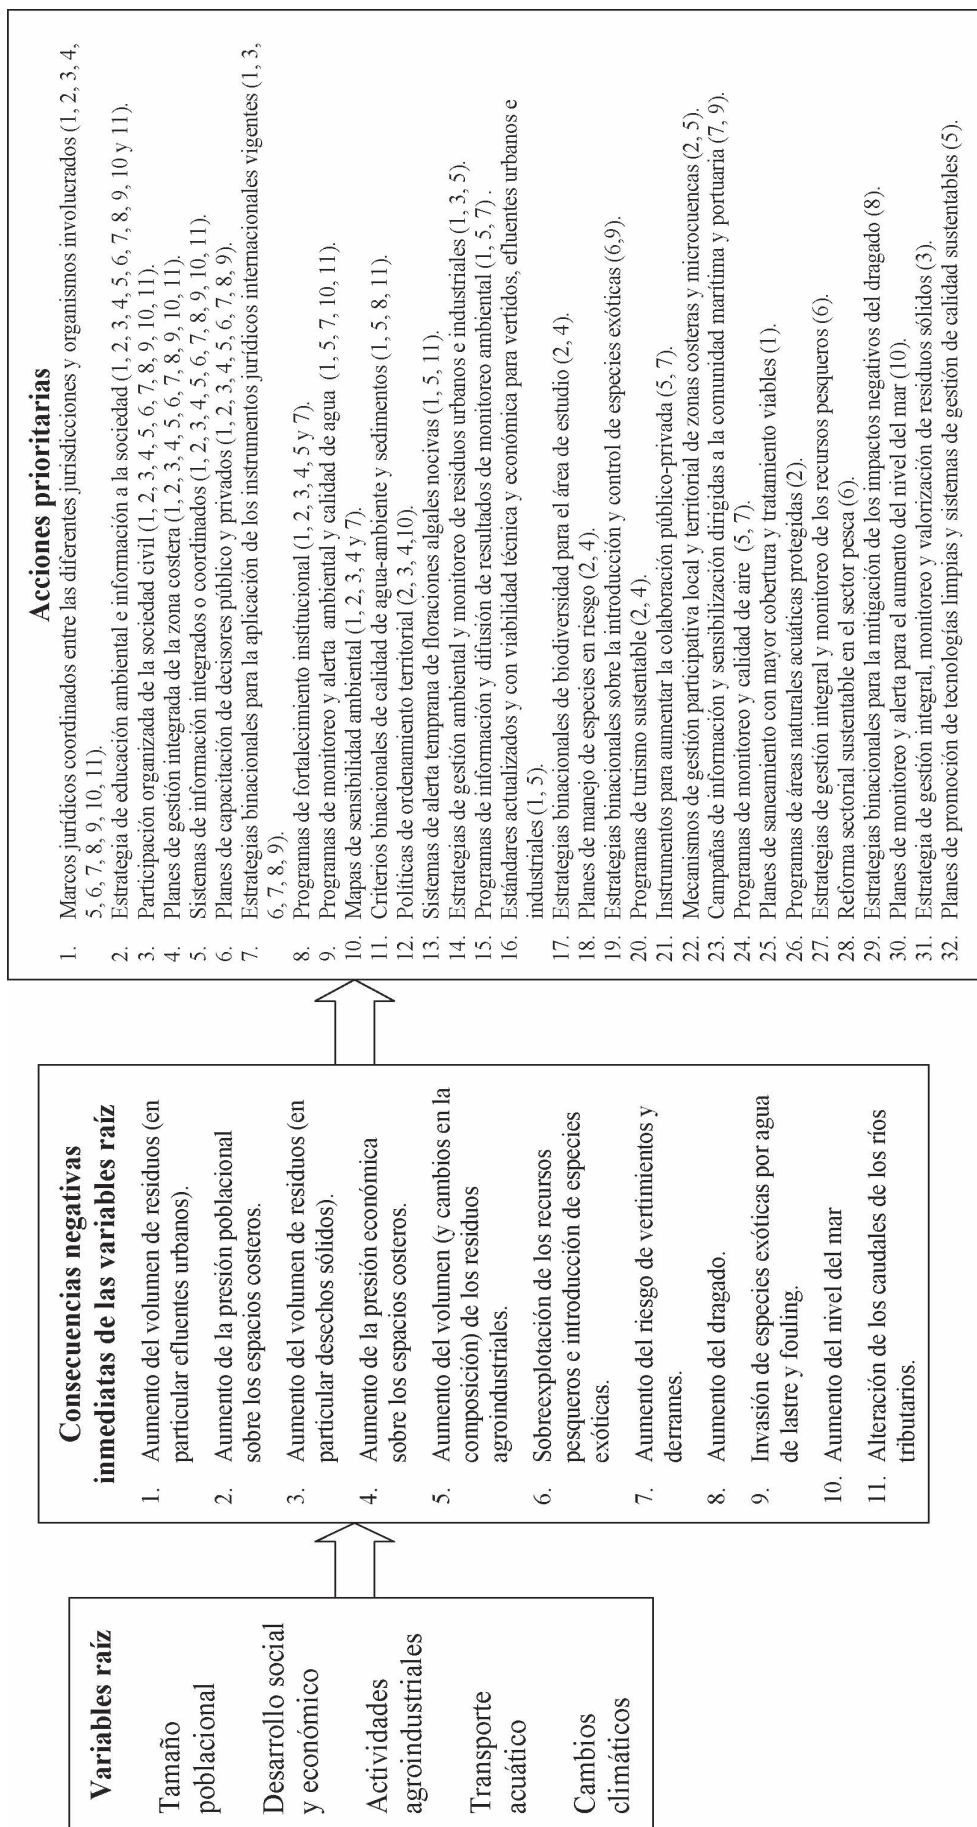 Variables raíz
Tamaño
poblacional
Desarrollo social
y económico
Actividades
agroindustriales
Transporte
acuático
Cambios
climáticos
Consecuencias negativas
inmediatas de las variables raíz
1. Aumento del volumen de residuos (en
particular efluentes urbanos).
2. Aumento de la presión poblacional
sobre los espacios costeros.
3. Aumento del volumen de residuos (en
particular desechos sólidos).
4. Aumento de la presión económica
sobre los espacios costeros.
5. Aumento del volumen (y cambios en la
composición) de los residuos
agroindustriales.
6. Sobreexplotación de los recursos
pesqueros e introducción de especies
exóticas.
7. Aumento del riesgo de vertimientos y
derrames.
8. Aumento del dragado.
9. Invasión de especies exóticas por agua
de lastre y fouling.
10. Aumento del nivel del mar
11. Alteración de los caudales de los ríos
tributarios.
Acciones prioritarias
1. Marcos jurídicos coordinados entre las diferentes jurisdicciones y organismos involucrados (1, 2, 3, 4,
5, 6, 7, 8, 9, 10, 11).
2. Estrategia de educación ambiental e información a la sociedad (1, 2, 3, 4, 5, 6, 7, 8, 9, 10 y 11).
3. Participación organizada de la sociedad civil (1, 2, 3, 4, 5, 6, 7, 8, 9, 10, 11).
4. Planes de gestión integrada de la zona costera (1, 2, 3, 4, 5, 6, 7, 8, 9, 10, 11).
5. Sistemas de información integrados o coordinados (1, 2, 3, 4, 5, 6, 7, 8, 9, 10, 11).
6. Planes de capacitación de decisores público y privados (1, 2, 3, 4, 5, 6, 7, 8, 9).
7. Estrategias binacionales para la aplicación de los instrumentos jurídicos internacionales vigentes (1, 3,
6, 7, 8, 9).
8. Programas de fortalecimiento institucional (1, 2, 3, 4, 5 y 7).
9. Programas de monitoreo y alerta ambiental y calidad de agua (1, 5, 7, 10, 11).
10. Mapas de sensibilidad ambiental (1, 2, 3, 4 y 7).
11. Criterios binacionales de calidad de agua-ambiente y sedimentos (1, 5, 8, 11).
12. Políticas de ordenamiento territorial (2, 3, 4,10).
13. Sistemas de alerta temprana de floraciones algales nocivas (1, 5, 11).
14. Estrategias de gestión ambiental y monitoreo de residuos urbanos e industriales (1, 3, 5).
15. Programas de información y difusión de resultados de monitoreo ambiental (1, 5, 7) .
16. Estándares actualizados y con viabilidad técnica y económica para vertidos, efluentes urbanos e
industriales (1, 5).
17. Estrategias binacionales de biodiversidad para el área de estudio (2, 4).
18. Planes de manejo de especies en riesgo (2, 4).
19. Estrategias binacionales sobre la introducción y control de especies exóticas (6,9).
20. Programas de turismo sustentable (2, 4).
21. Instrumentos para aumentar la colaboración público-privada (5, 7).
22. Mecanismos de gestión participativa local y territorial de zonas costeras y microcuencas (2, 5).
23. Campañas de información y sensibilización dirigidas a la comunidad marítima y portuaria (7, 9).
24. Programas de monitoreo y calidad de aire (5, 7).
25. Planes de saneamiento con mayor cobertura y tratamiento viables (1).
26. Programas de áreas naturales acuáticas protegidas (2).
27. Estrategias de gestión integral y monitoreo de los recursos pesqueros (6).
28. Reforma sectorial sustentable en el sector pesca (6).
29. Estrategias binacionales para la mitigación de los impactos negativos del dragado (8).
30. Planes de monitoreo y alerta para el aumento del nivel del mar (10).
31. Estrategia de gestión integral, monitoreo y valorización de residuos sólidos (3).
32. Planes de promoción de tecnologías limpias y sistemas de gestión de calidad sustentables (5).